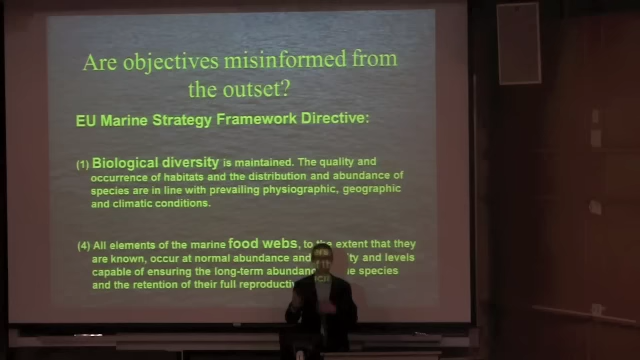 Are objectives misinformed from
the outset?
EU Marine Strategy Framework Directive:
(1) Biological diversity is maintained. The quality and
occurrence of habitats and the distribution and abundance of
species are in line with prevailing physiographic, geographic
and climatic conditions.
(4) All elements of the marine food webs, to the extent that they
are known, occur at normal abundance and and levels
capable of ensuring the long-term species
and the retention of their full